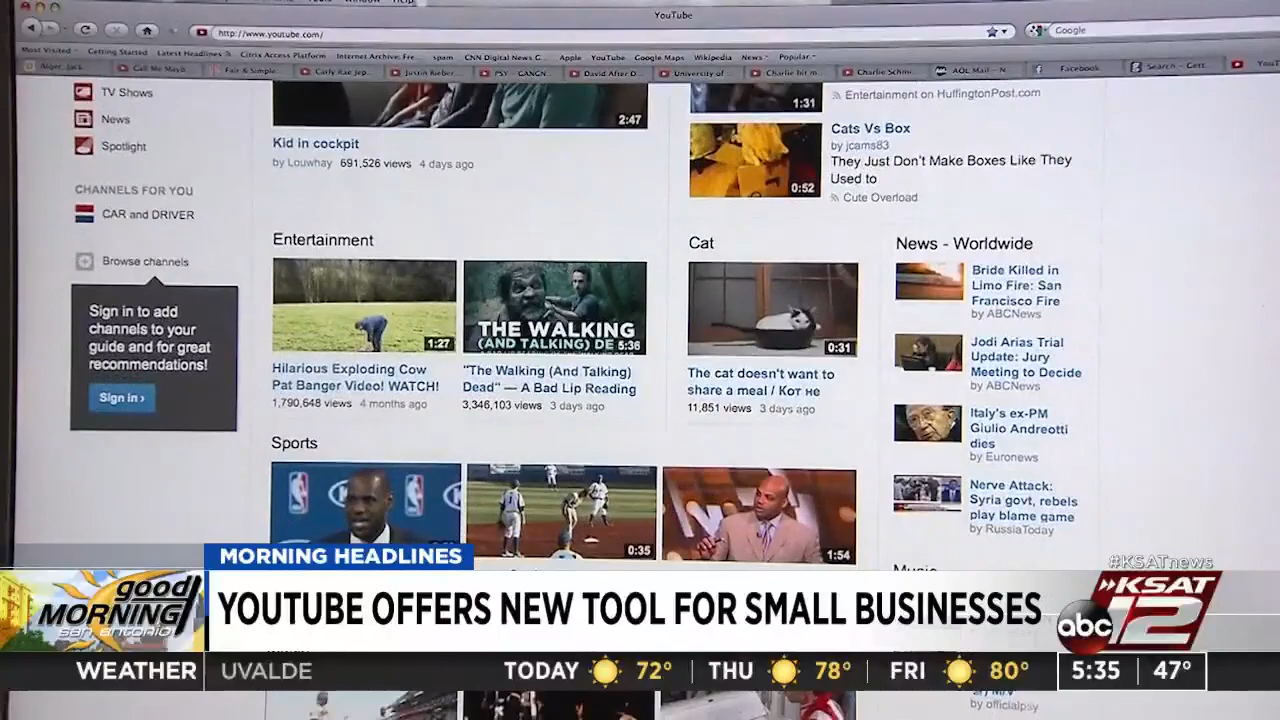 YouTube
http://www.youtube.com/
Google
Most Visited Getting Started Latest Headlines Citrix Access Platform Internet Archive: Fre... spam CNN Digital News G... Apple YouTube Google Maps Wikipedia News Popular
Alger, Jack Call Me Mayb... Fair & Simple... Carly Rae Jep... Justin Bieber... PSY - GANGN... David After D... University of ... Charlie bit m... Charlie Schm... AOL Mail - N... Facebook Search - Gett...
TV Shows
News
Spotlight
CHANNELS FOR YOU
CAR and DRIVER
Browse channels
Sign in to add
channels to your
guide and for great
recommendations!
Sign in ›
2:47
Kid in cockpit
by Louwhay 691,526 views 4 days ago
1:31
Entertainment on HuffingtonPost.com
0:52
Cats Vs Box
by jcams83
They Just Don't Make Boxes Like They
Used to
Cute Overload
Entertainment
1:27
Hilarious Exploding Cow
Pat Banger Video! WATCH!
1,790,648 views 4 months ago
THE WALKING
(AND TALKING) DE 5:36
"The Walking (And Talking)
Dead" — A Bad Lip Reading
3,346,103 views 3 days ago
Cat
0:31
The cat doesn't want to
share a meal / Кот не
11,851 views 3 days ago
News - Worldwide
Bride Killed in
Limo Fire: San
Francisco Fire
by ABCNews
Jodi Arias Trial
Update: Jury
Meeting to Decide
by ABCNews
Italy's ex-PM
Giulio Andreotti
dies
by Euronews
Nerve Attack:
Syria govt, rebels
play blame game
by RussiaToday
Sports
NBA
NBA
0:35
1:54
#KSATnews
MORNING HEADLINES
good
MORNING
san antonio
YOUTUBE OFFERS NEW TOOL FOR SMALL BUSINESSES
abc KSAT 12
WEATHER UVALDE TODAY 72° THU 78° FRI 80° 5:35 47°
by officialpsy